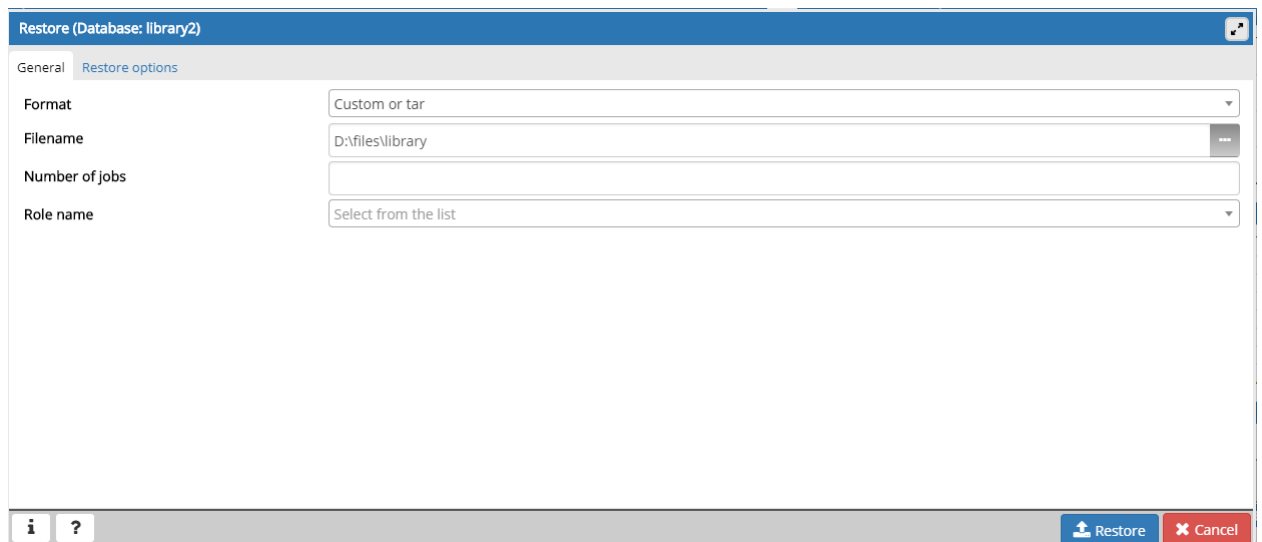 Restore (Database: library2)
General Restore options
Format Custom or tar
Filename D:\files\library
Number of jobs
Role name Select from the list
i ? Restore Cancel